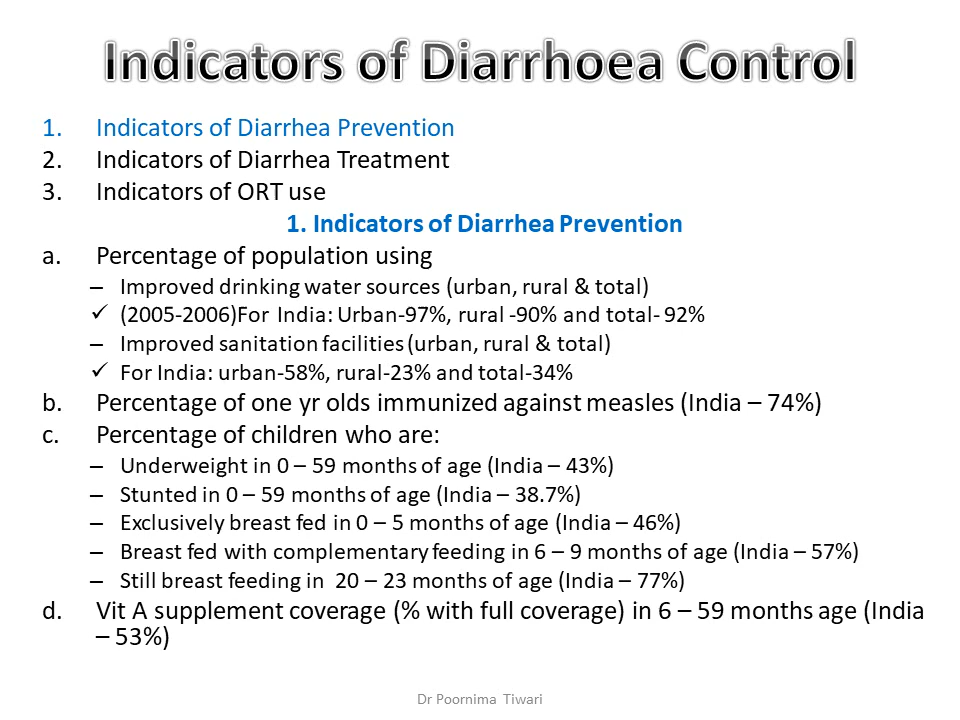 Indicators of Diarrhoea Control
1. Indicators of Diarrhea Prevention
2. Indicators of Diarrhea Treatment
3. Indicators of ORT use
1. Indicators of Diarrhea Prevention
a. Percentage of population using
– Improved drinking water sources (urban, rural & total)
✓ (2005-2006)For India: Urban-97%, rural -90% and total- 92%
– Improved sanitation facilities (urban, rural & total)
✓ For India: urban-58%, rural-23% and total-34%
b. Percentage of one yr olds immunized against measles (India – 74%)
c. Percentage of children who are:
– Underweight in 0 – 59 months of age (India – 43%)
– Stunted in 0 – 59 months of age (India – 38.7%)
– Exclusively breast fed in 0 – 5 months of age (India – 46%)
– Breast fed with complementary feeding in 6 – 9 months of age (India – 57%)
– Still breast feeding in 20 – 23 months of age (India – 77%)
d. Vit A supplement coverage (% with full coverage) in 6 – 59 months age (India
– 53%)
Dr Poornima Tiwari